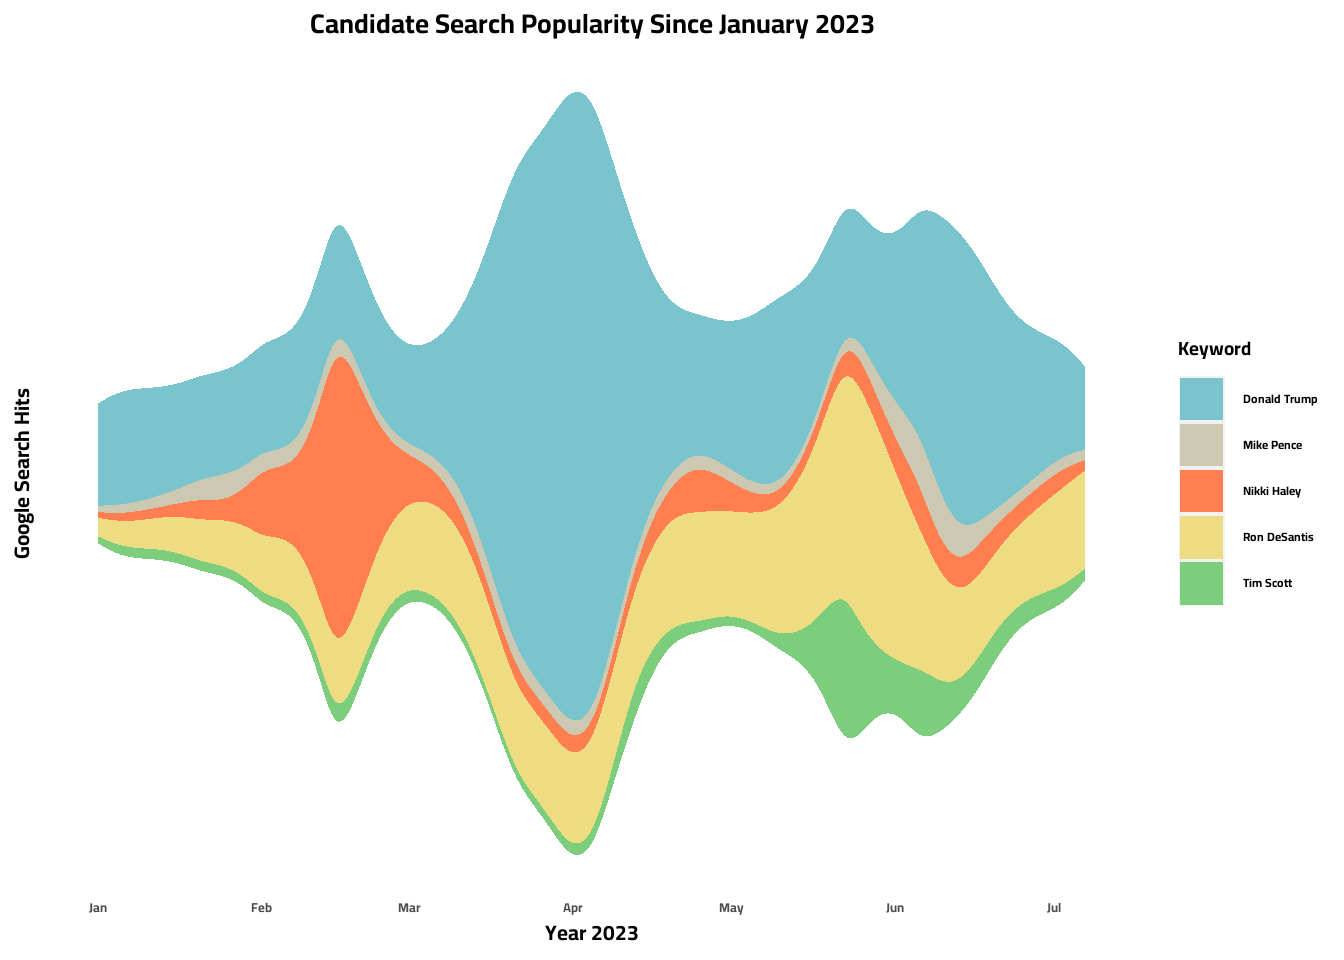 Candidate Search Popularity Since January 2023
Google Search Hits
Keyword
Donald Trump
Mike Pence
Nikki Haley
Ron DeSantis
Tim Scott
Jan Feb Mar Apr May Jun Jul
Year 2023